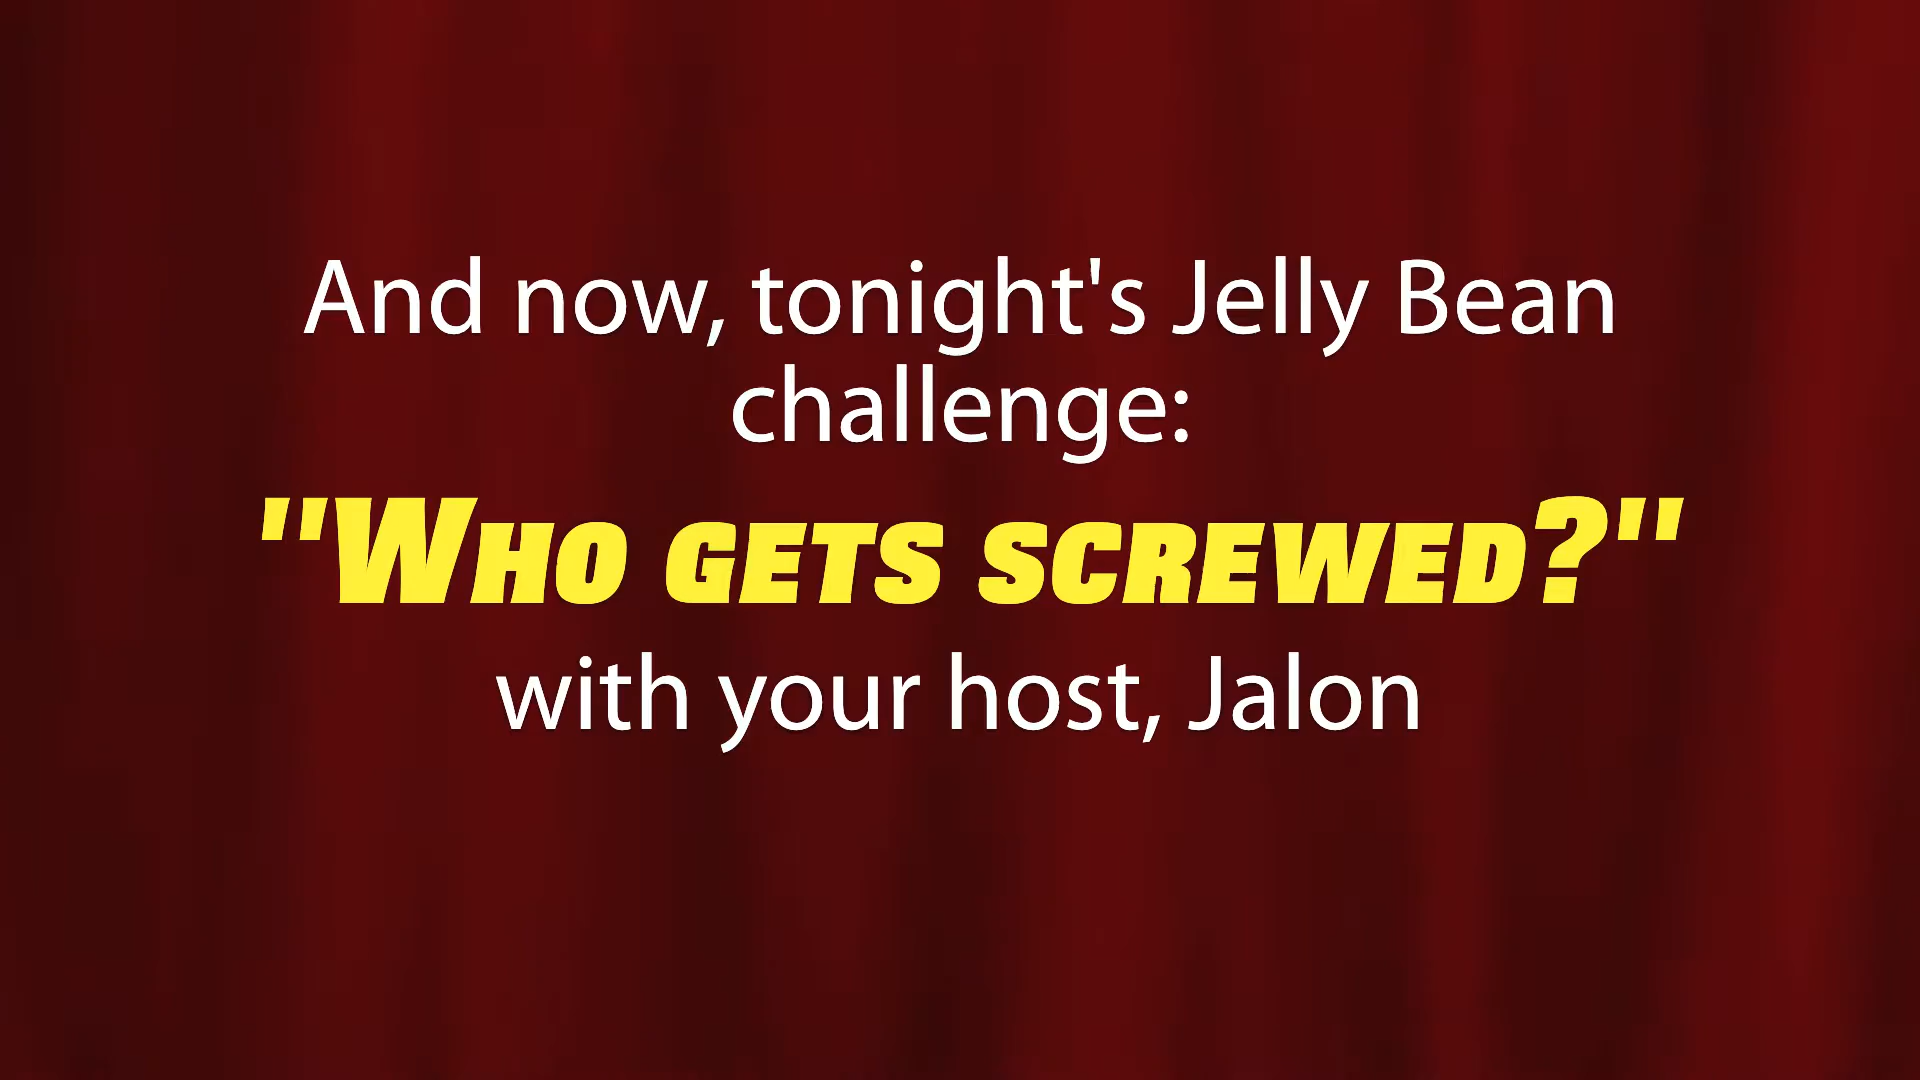 And now, tonight's Jelly Bean
challenge:
"Who gets screwed?"
with your host, Jalon